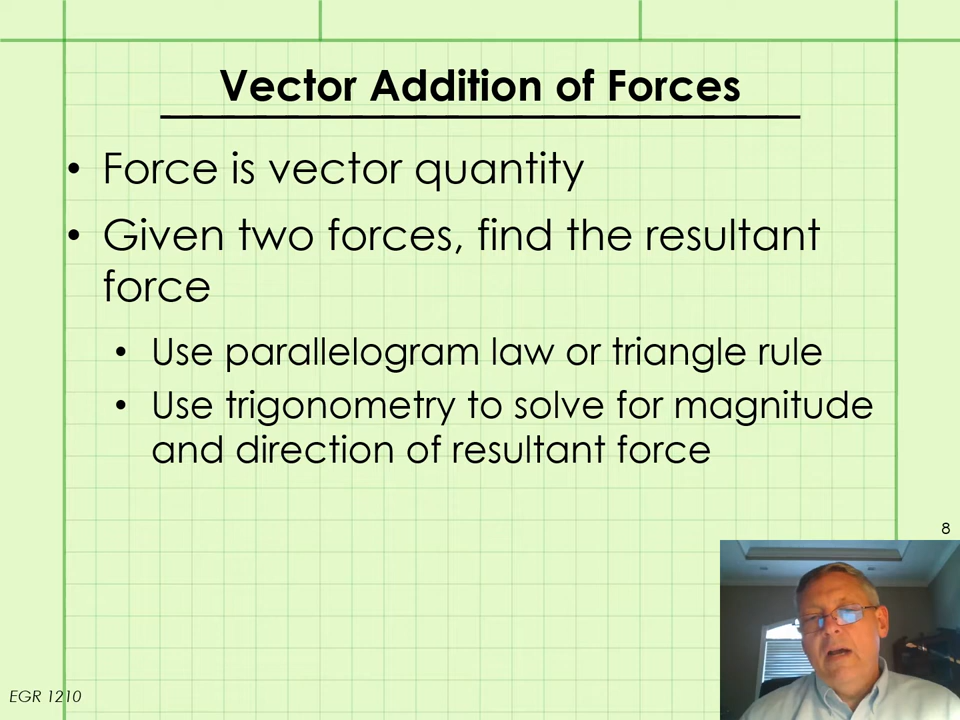 Vector Addition of Forces
• Force is vector quantity
• Given two forces, find the resultant
force
• Use parallelogram law or triangle rule
• Use trigonometry to solve for magnitude
and direction of resultant force
8
EGR 1210